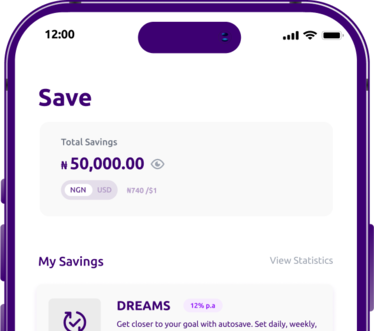 12:00
Save
Total Savings
₦ 50,000.00
NGN USD ₦740 /$1
My Savings View Statistics
DREAMS 12% p.a
Get closer to your goal with autosave. Set daily, weekly,